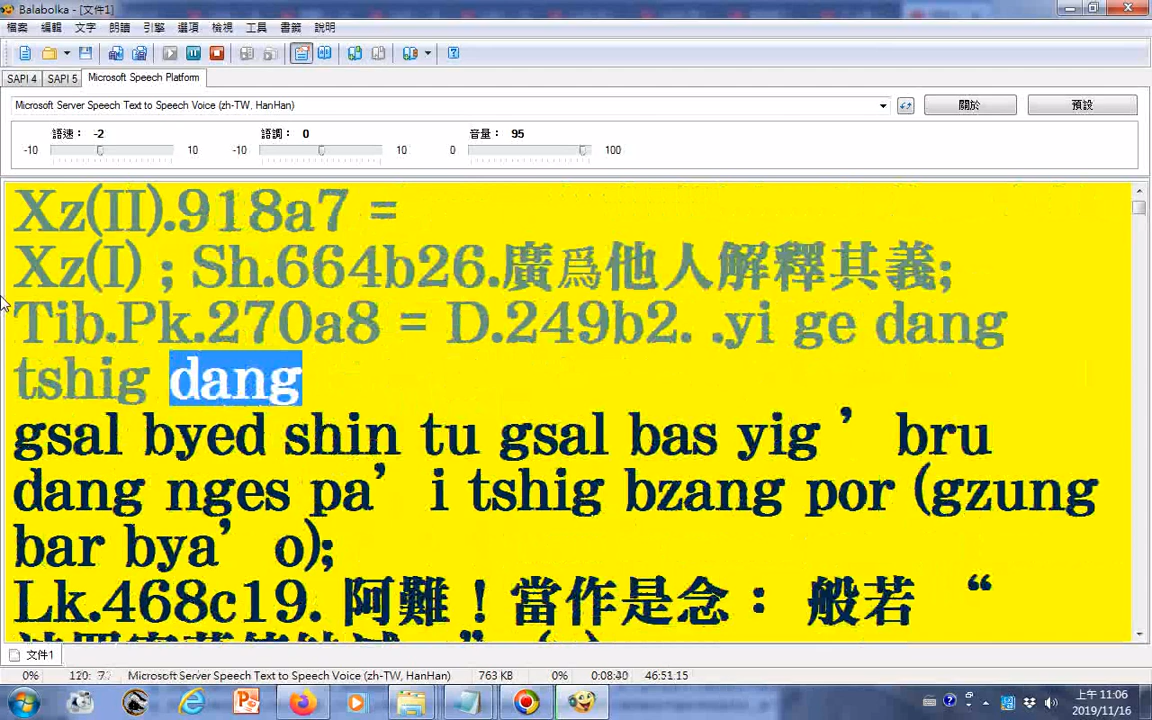 Balabolka - [文件1]
檔案 編輯 文字 朗讀 引擎 選項 檢視 工具 書籤 說明
SAPI 4 SAPI 5 Microsoft Speech Platform
Microsoft Server Speech Text to Speech Voice (zh-TW, HanHan) 關於 預設
語速： -2 語調： 0 音量： 95
-10 10 -10 10 0 100
Xz(II).918a7 =
Xz(I) ; Sh.664b26.廣爲他人解釋其義;
Tib.Pk.270a8 = D.249b2. .yi ge dang
tshig dang
gsal byed shin tu gsal bas yig ’ bru
dang nges pa’ i tshig bzang por (gzung
bar bya’ o);
Lk.468c19. 阿難！當作是念： 般若 “
文件1
0% 120: 7 Microsoft Server Speech Text to Speech Voice (zh-TW, HanHan) 763 KB 0% 0:08:40 46:51.15
上午 11:06
2019/11/16